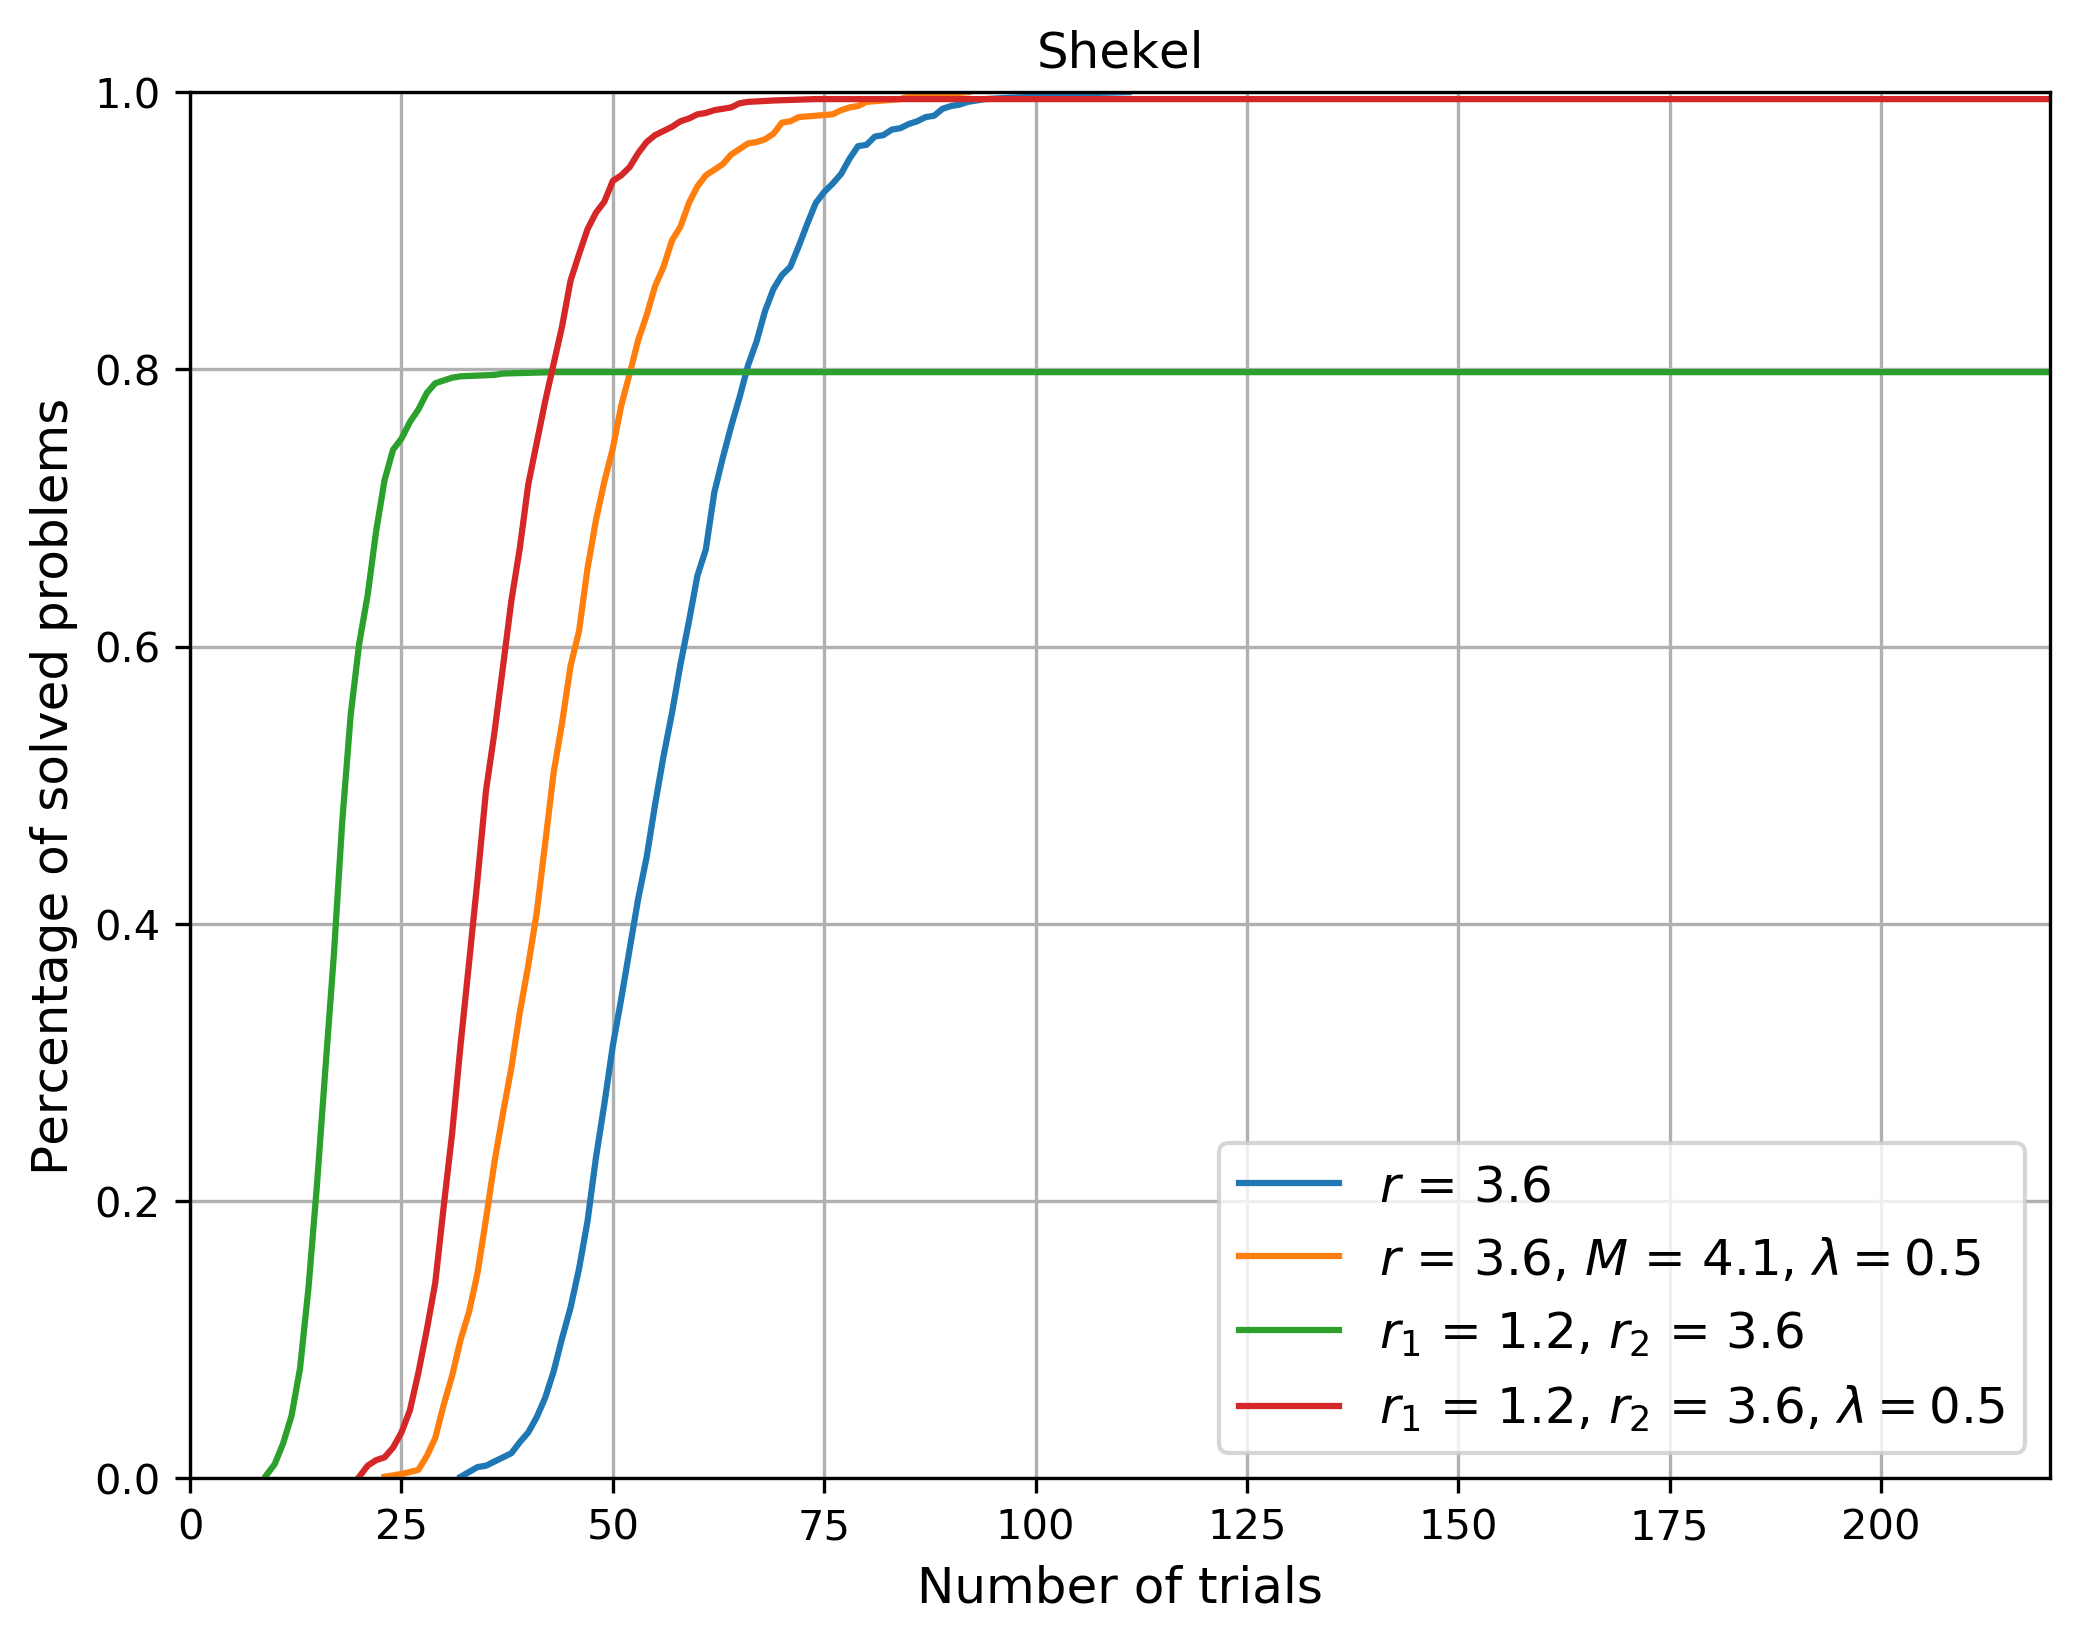 Shekel
Percentage of solved problems
1.0
0.8
0.6
0.4
0.2
0.0
0 25 50 75 100 125 150 175 200
Number of trials
r = 3.6
r = 3.6, M = 4.1, λ = 0.5
r₁ = 1.2, r₂ = 3.6
r₁ = 1.2, r₂ = 3.6, λ = 0.5